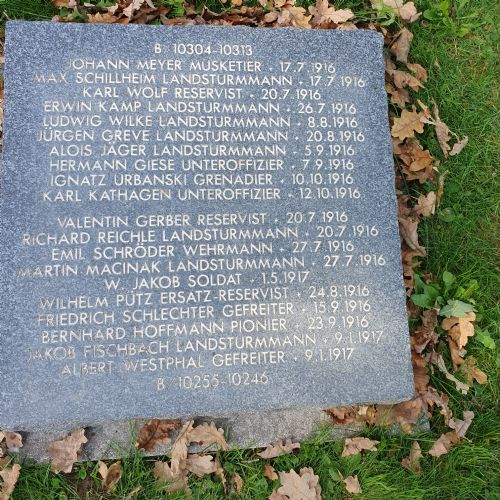 B 10304-10313
JOHANN MEYER MUSKETIER · 17.7.1916
MAX SCHILLHEIM LANDSTURMMANN · 17.7.1916
KARL WOLF RESERVIST · 20.7.1916
ERWIN KAMP LANDSTURMMANN · 26.7.1916
LUDWIG WILKE LANDSTURMMANN · 8.8.1916
JÜRGEN GREVE LANDSTURMMANN · 20.8.1916
ALOIS JÄGER LANDSTURMMANN · 5.9.1916
HERMANN GIESE UNTEROFFIZIER · 7.9.1916
IGNATZ URBANSKI GRENADIER · 10.10.1916
KARL KATHAGEN UNTEROFFIZIER · 12.10.1916
VALENTIN GERBER RESERVIST · 20.7.1916
RICHARD REICHLE LANDSTURMMANN · 20.7.1916
EMIL SCHRÖDER WEHRMANN · 27.7.1916
MARTIN MACINAK LANDSTURMMANN · 27.7.1916
W. JAKOB SOLDAT · 1.5.1917
WILHELM PÜTZ ERSATZ-RESERVIST · 24.8.1916
FRIEDRICH SCHLECHTER GEFREITER · 15.9.1916
BERNHARD HOFFMANN PIONIER · 23.9.1916
JAKOB FISCHBACH LANDSTURMMANN · 9.1.1917
ALBERT WESTPHAL GEFREITER · 9.1.1917
B 10255-10246